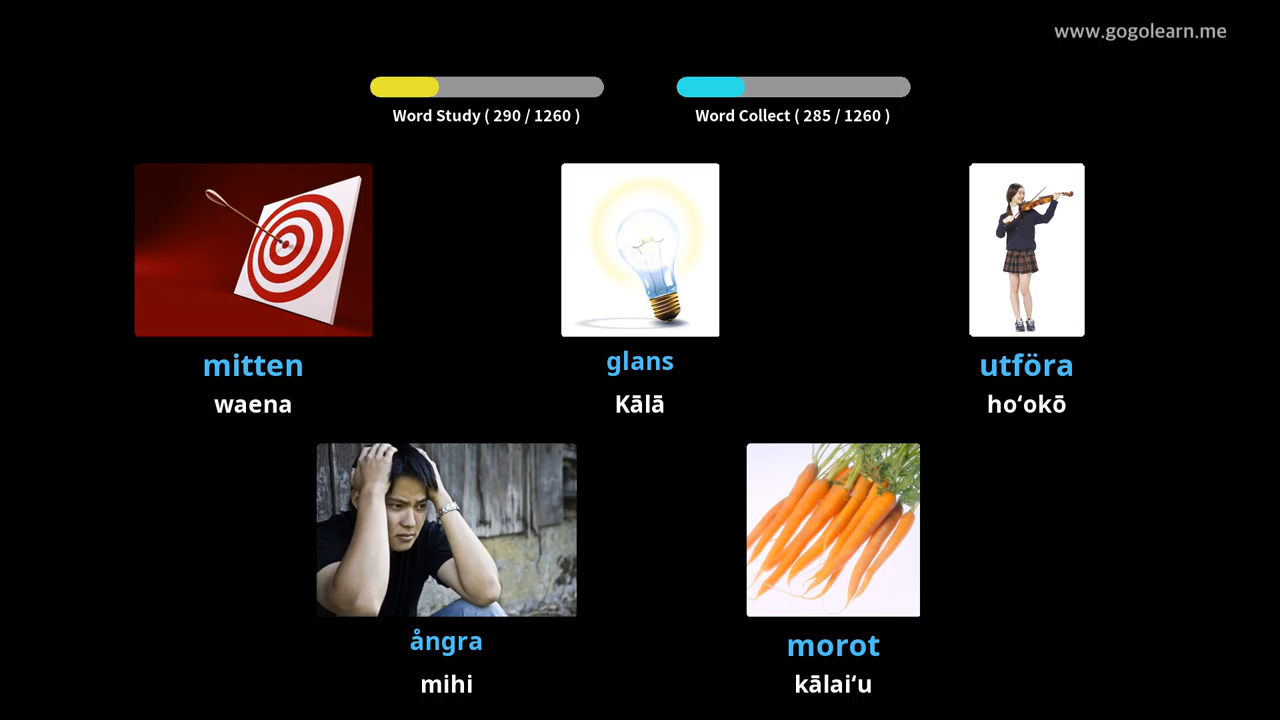 www.gogolearn.me
Word Study ( 290 / 1260 )
Word Collect ( 285 / 1260 )
mitten
waena
glans
Kālā
utföra
hoʻokō
ångra
mihi
morot
kālaiʻu